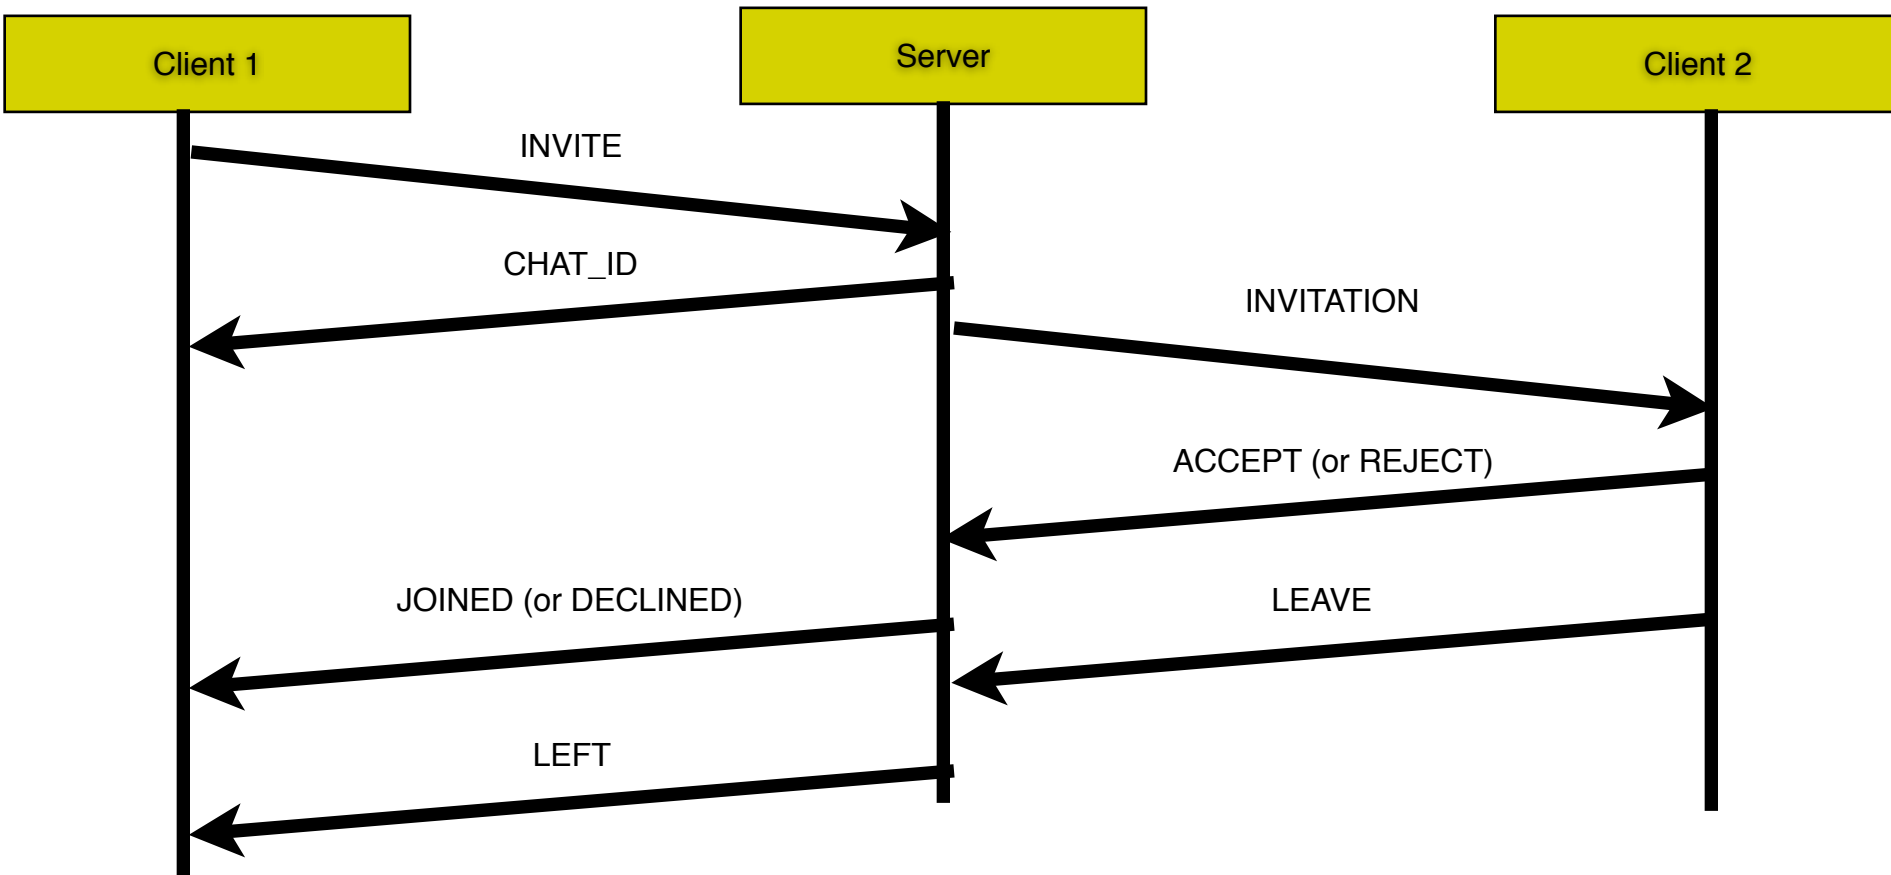 Client 1
Server
Client 2
INVITE
CHAT_ID
INVITATION
ACCEPT (or REJECT)
JOINED (or DECLINED)
LEAVE
LEFT